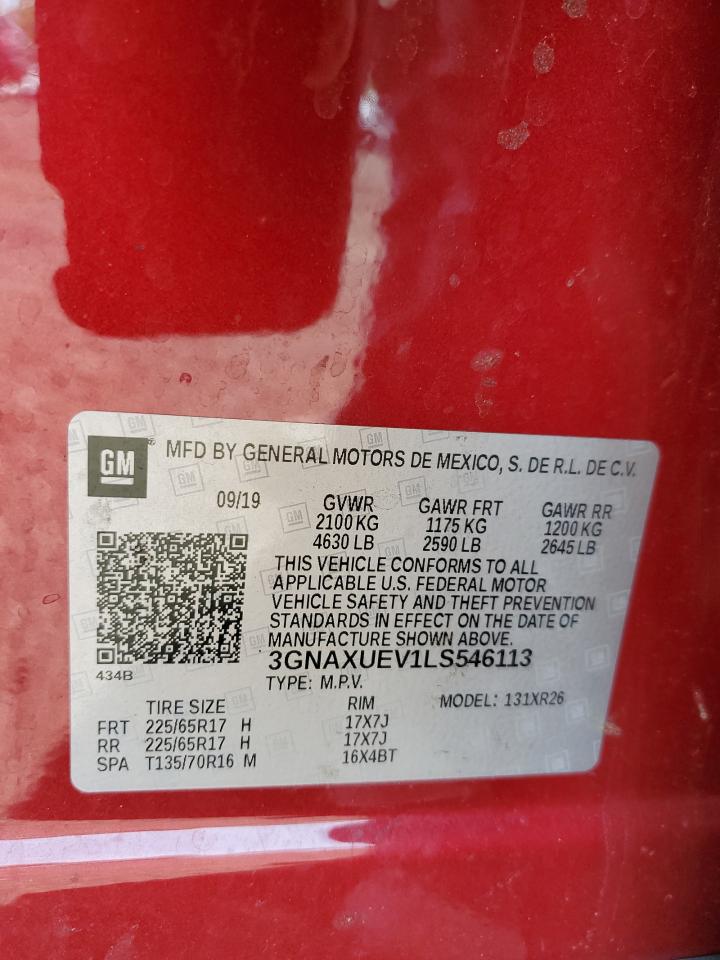 GM
MFD BY GENERAL MOTORS DE MEXICO, S. DE R.L. DE C.V.
09/19
GVWR GAWR FRT GAWR RR
2100 KG 1175 KG 1200 KG
4630 LB 2590 LB 2645 LB
THIS VEHICLE CONFORMS TO ALL
APPLICABLE U.S. FEDERAL MOTOR
VEHICLE SAFETY AND THEFT PREVENTION
STANDARDS IN EFFECT ON THE DATE OF
MANUFACTURE SHOWN ABOVE.
3GNAXUEV1LS546113
434B
TYPE: M.P.V.
TIRE SIZE RIM MODEL: 131XR26
FRT 225/65R17 H 17X7J
RR 225/65R17 H 17X7J
SPA T135/70R16 M 16X4BT